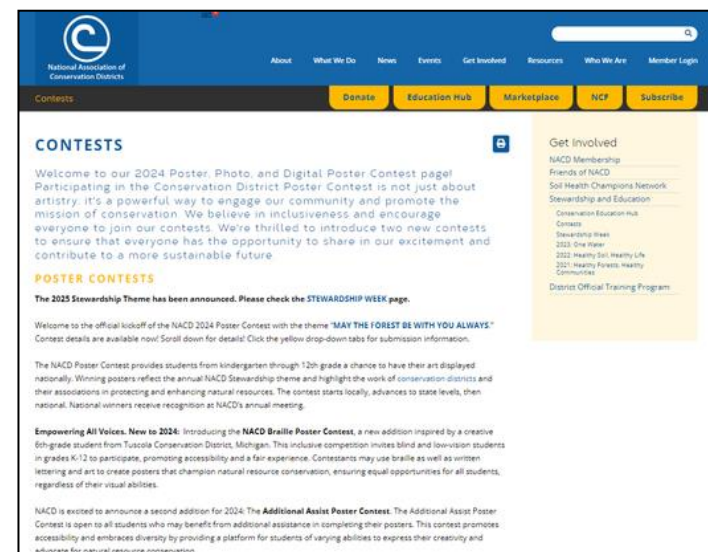 National Association of
Conservation Districts
About What We Do News Events Get Involved Resources Who We Are Member Login
Contests
Donate Education Hub Marketplace NCF Subscribe
CONTESTS
Welcome to our 2024 Poster, Photo, and Digital Poster Contest page!
Participating in the Conservation District Poster Contest is not just about
artistry; it's a powerful way to engage our community and promote the
mission of conservation. We believe in inclusiveness and encourage
everyone to join our contests. We're thrilled to introduce two new contests
to ensure that everyone has the opportunity to share in our excitement and
contribute to a more sustainable future
POSTER CONTESTS
The 2025 Stewardship Theme has been announced. Please check the STEWARDSHIP WEEK page.
Welcome to the official kickoff of the NACD 2024 Poster Contest with the theme "MAY THE FOREST BE WITH YOU ALWAYS."
Contest details are available now! Scroll down for details! Click the yellow drop-down tabs for submission information.
The NACD Poster Contest provides students from kindergarten through 12th grade a chance to have their art displayed
nationally. Winning posters reflect the annual NACD Stewardship theme and highlight the work of conservation districts and
their associations in protecting and enhancing natural resources. The contest starts locally, advances to state levels, then
national. National winners receive recognition at NACD's annual meeting.
Empowering All Voices. New to 2024: Introducing the NACD Braille Poster Contest, a new addition inspired by a creative
6th-grade student from Tuscola Conservation District, Michigan. This inclusive competition invites blind and low-vision students
in grades K-12 to participate, promoting accessibility and a fair experience. Contestants may use braille as well as written
lettering and art to create posters that champion natural resource conservation, ensuring equal opportunities for all students,
regardless of their visual abilities.
NACD is excited to announce a second addition for 2024: The Additional Assist Poster Contest. The Additional Assist Poster
Contest is open to all students who may benefit from additional assistance in completing their posters. This contest promotes
accessibility and embraces diversity by providing a platform for students of varying abilities to express their creativity and
advocate for natural resource conservation.
Get Involved
NACD Membership
Friends of NACD
Soil Health Champions Network
Stewardship and Education
Conservation Education Hub
Contests
Stewardship Week
2023: One Water
2022: Healthy Soil, Healthy Life
2021: Healthy Forests, Healthy
Communities
District Official Training Program